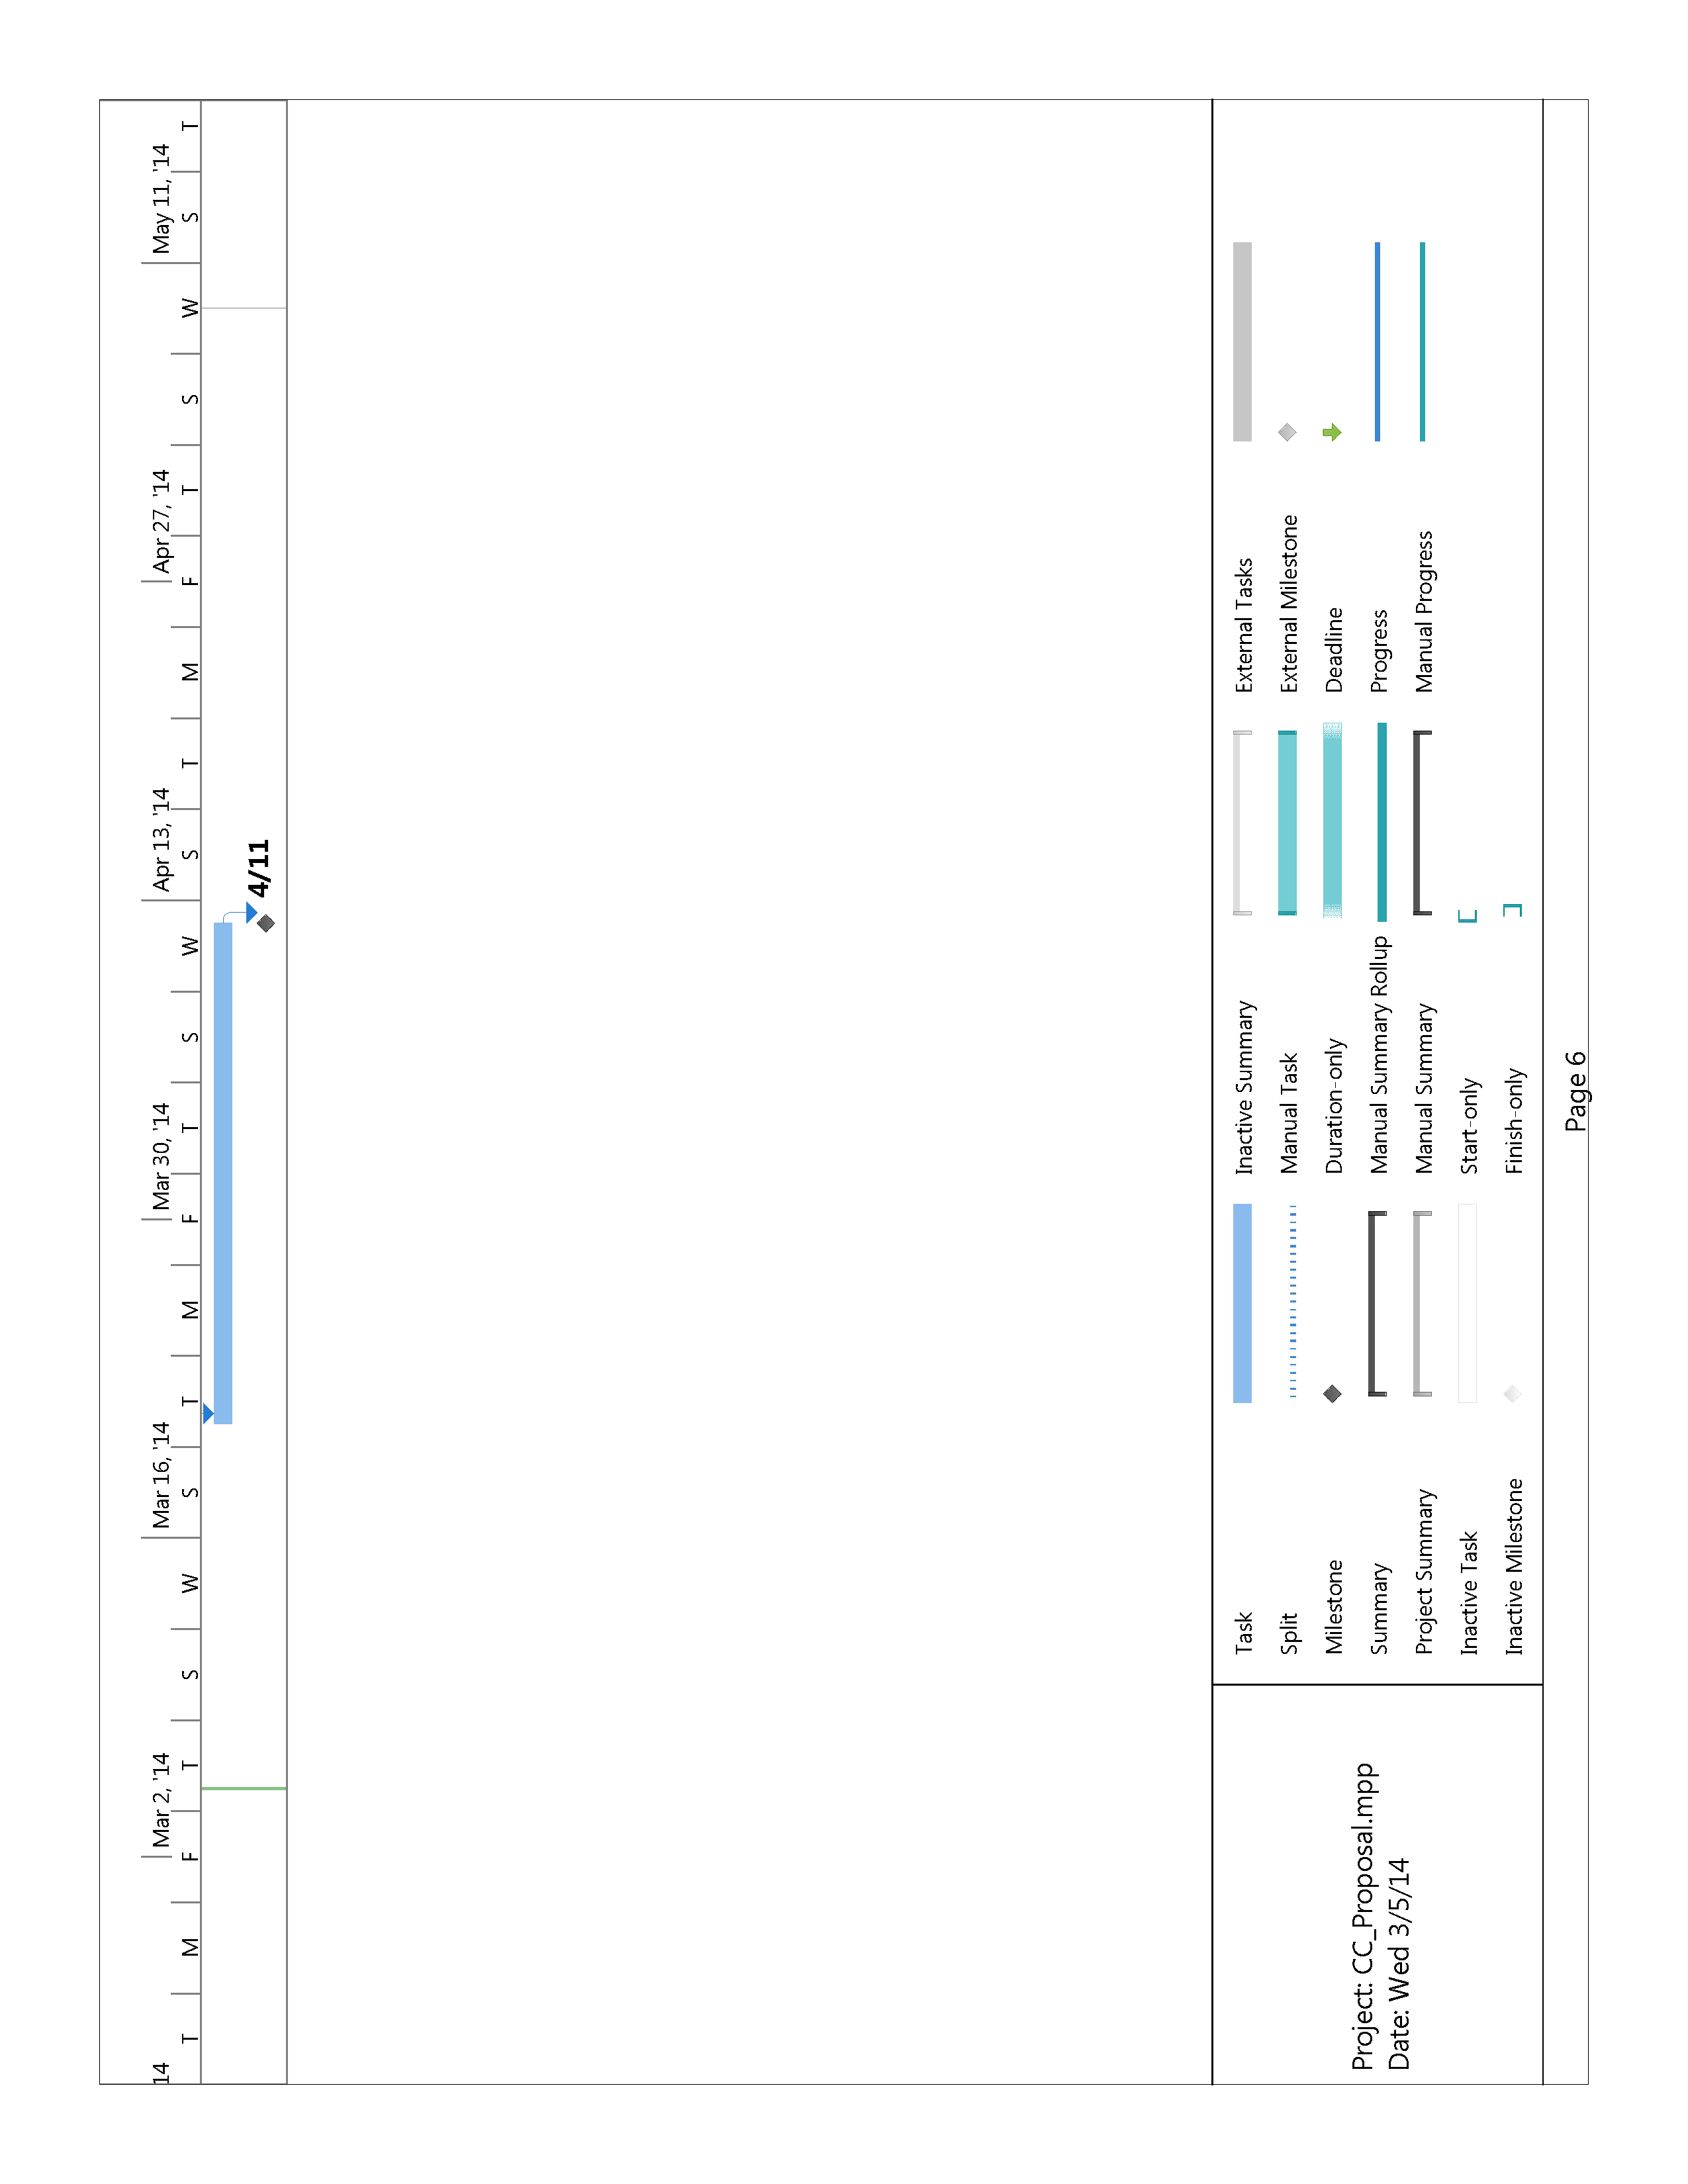 14
Mar 2, '14
Mar 16, '14
Mar 30, '14
Apr 13, '14
Apr 27, '14
May 11, '14
T M F T S W S T M F T S W S T M F T S W S T
4/11
Project: CC_Proposal.mpp
Date: Wed 3/5/14
Task
Split
Milestone
Summary
Project Summary
Inactive Task
Inactive Milestone
Inactive Summary
Manual Task
Duration-only
Manual Summary Rollup
Manual Summary
Start-only
Finish-only
External Tasks
External Milestone
Deadline
Progress
Manual Progress
Page 6